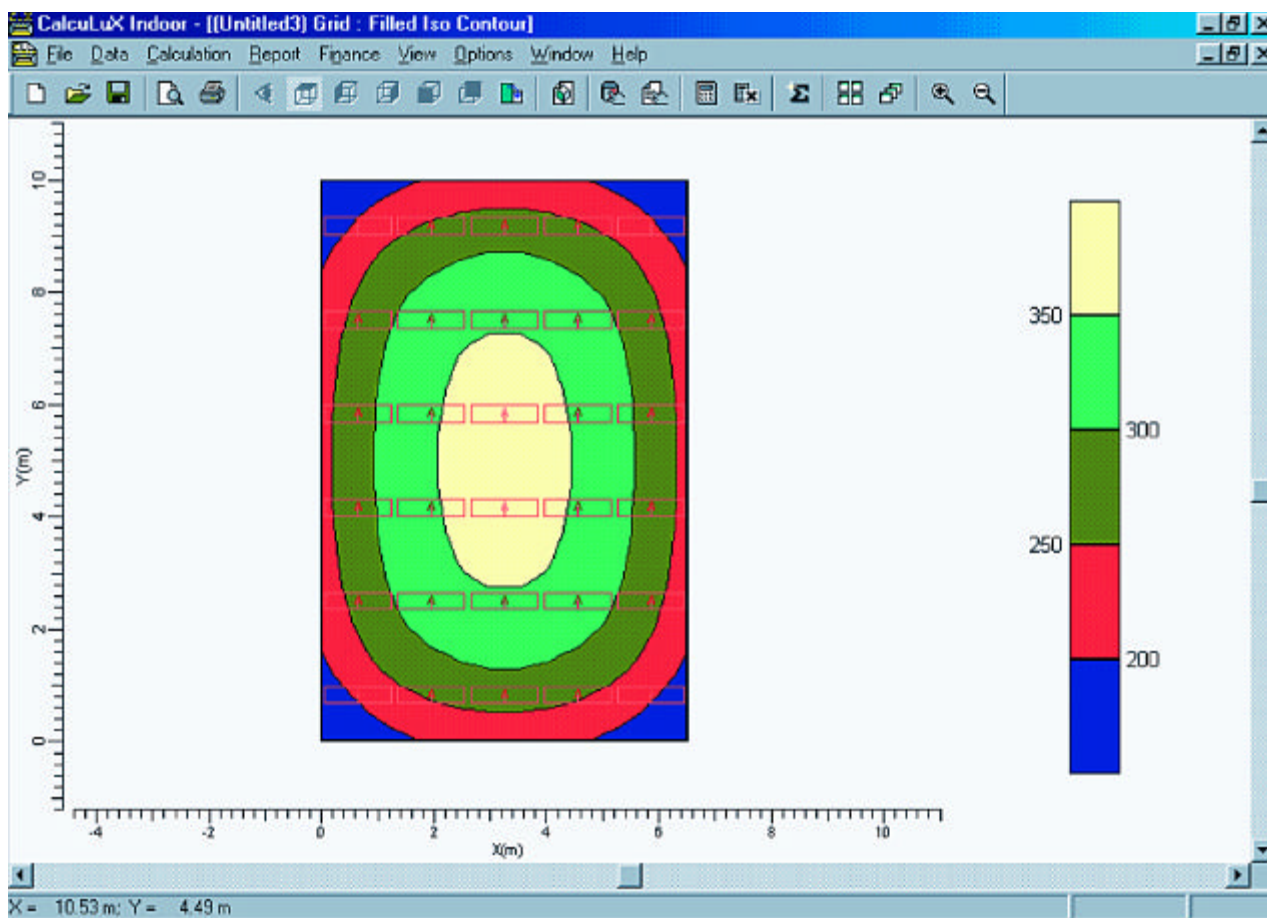 CalcuLuX Indoor - [(Untitled3) Grid : Filled Iso Contour]
File Data Calculation Report Finance View Options Window Help
10
8
6
4
2
0
Y(m)
-4 -2 0 2 4 6 8 10
X(m)
350
300
250
200
X = 10.53 m; Y = 4.49 m